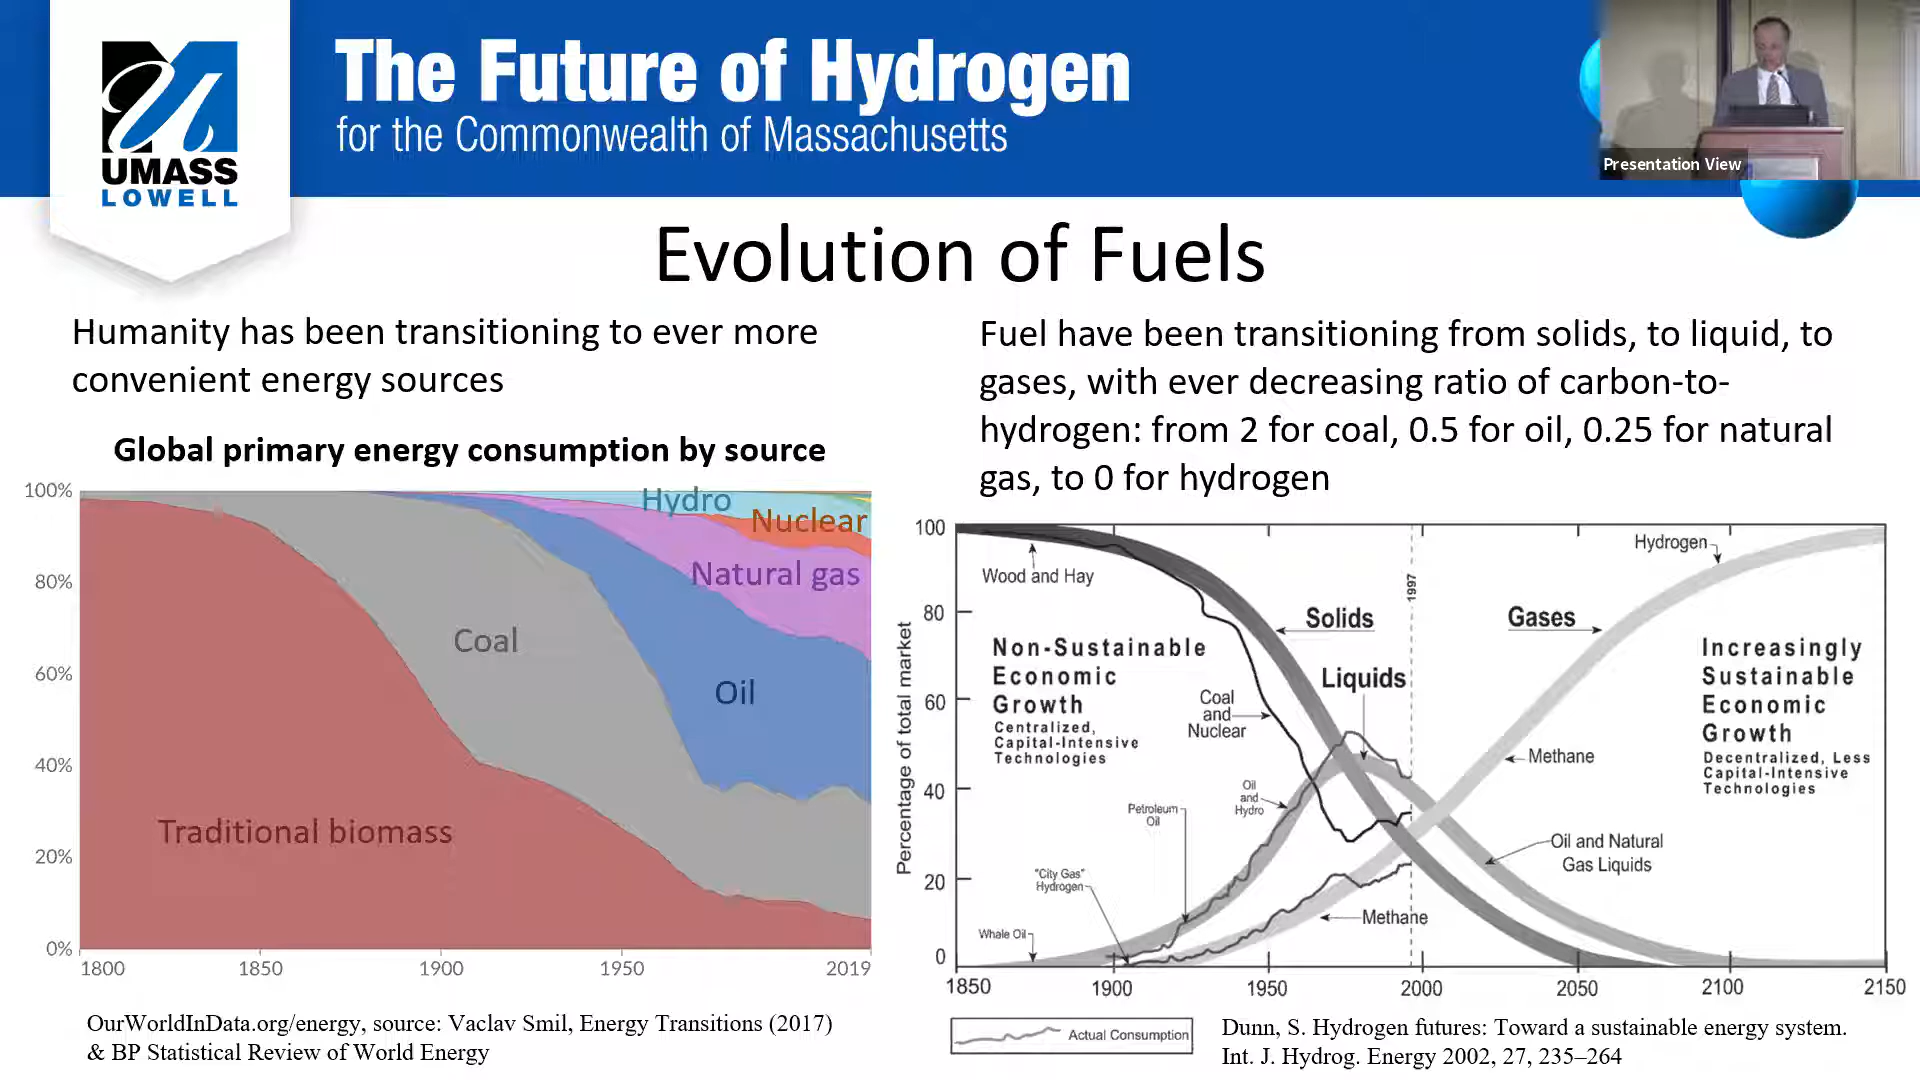 UMASS
LOWELL
The Future of Hydrogen
for the Commonwealth of Massachusetts
Presentation View
Evolution of Fuels
Humanity has been transitioning to ever more
convenient energy sources
Global primary energy consumption by source
100%
80%
60%
40%
20%
0%
Hydro
Nuclear
Natural gas
Coal
Oil
Traditional biomass
1800
1850
1900
1950
2019
OurWorldInData.org/energy, source: Vaclav Smil, Energy Transitions (2017)
& BP Statistical Review of World Energy
Fuel have been transitioning from solids, to liquid, to
gases, with ever decreasing ratio of carbon-to-
hydrogen: from 2 for coal, 0.5 for oil, 0.25 for natural
gas, to 0 for hydrogen
Percentage of total market
100
80
60
40
20
0
Wood and Hay
Non-Sustainable
Economic
Growth
Centralized,
Capital-Intensive
Technologies
Coal
and
Nuclear
Solids
Liquids
1997
Gases
Hydrogen
Increasingly
Sustainable
Economic
Growth
Decentralized, Less
Capital-Intensive
Technologies
Methane
Oil
and
Hydro
Petroleum
Oil
"City Gas"
Hydrogen
Whale Oil
Methane
Oil and Natural
Gas Liquids
1850
1900
1950
2000
2050
2100
2150
Actual Consumption
Dunn, S. Hydrogen futures: Toward a sustainable energy system.
Int. J. Hydrog. Energy 2002, 27, 235–264